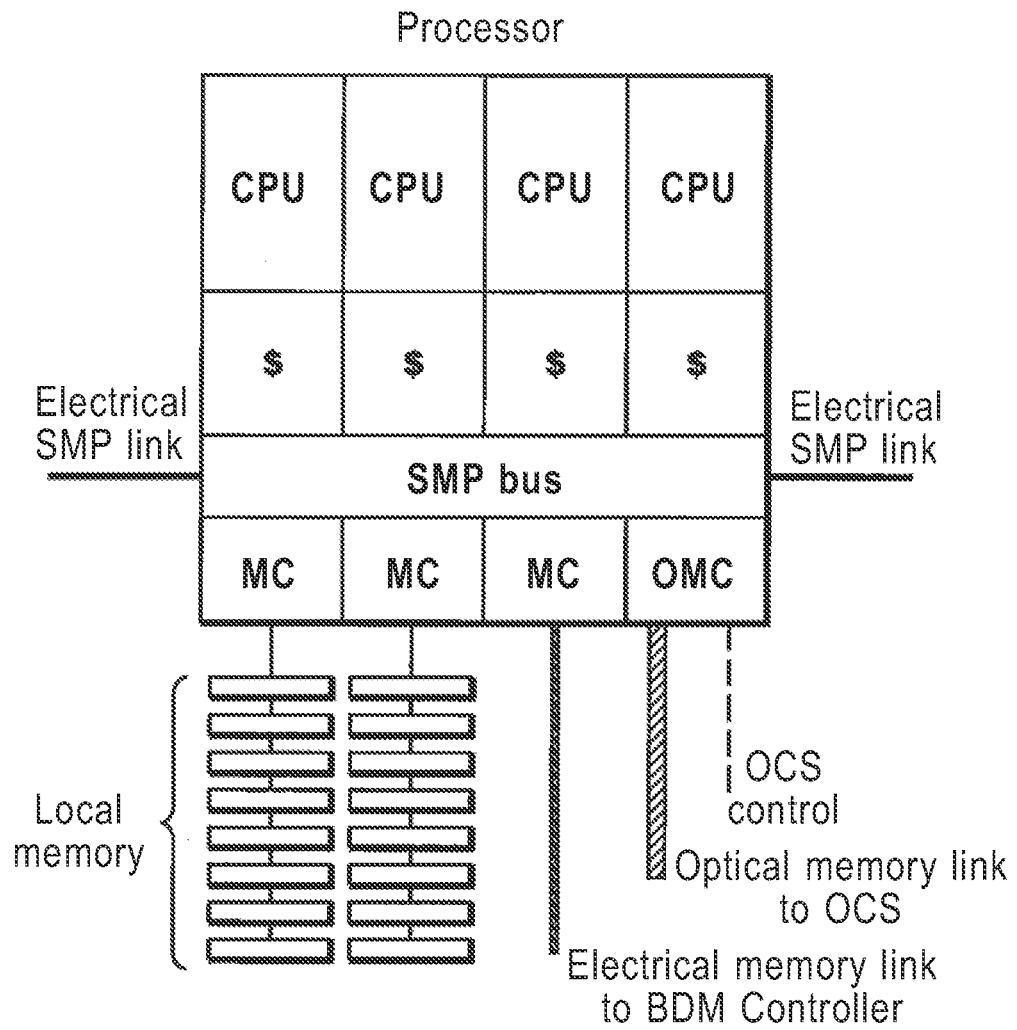 Processor
CPU CPU CPU CPU
$ $ $ $
Electrical
SMP link
Electrical
SMP link
SMP bus
MC MC MC OMC
Local
memory
OCS
control
Optical memory link
to OCS
Electrical memory link
to BDM Controller